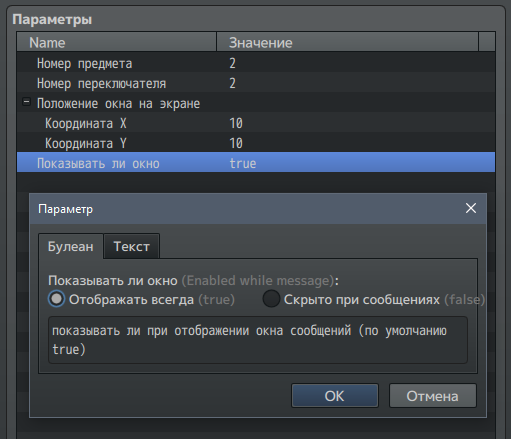 Параметры
Name Значение
Номер предмета 2
Номер переключателя 2
Положение окна на экране
Координата X 10
Координата Y 10
Показывать ли окно true
Параметр
Булеан Текст
Показывать ли окно (Enabled while message):
Отображать всегда (true) Скрыто при сообщениях (false)
показывать ли при отображении окна сообщений (по умолчанию
true)
OK Отмена